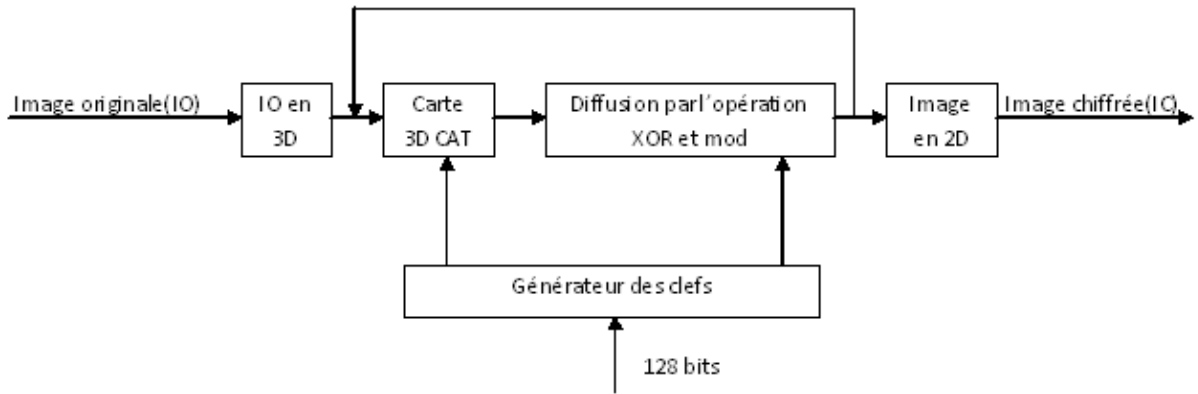 Image originale(IO)
IO en
3D
Carte
3D CAT
Diffusion parl'opération
XOR et mod
Image
en 2D
Image chiffrée(IC)
Générateur des clefs
128 bits